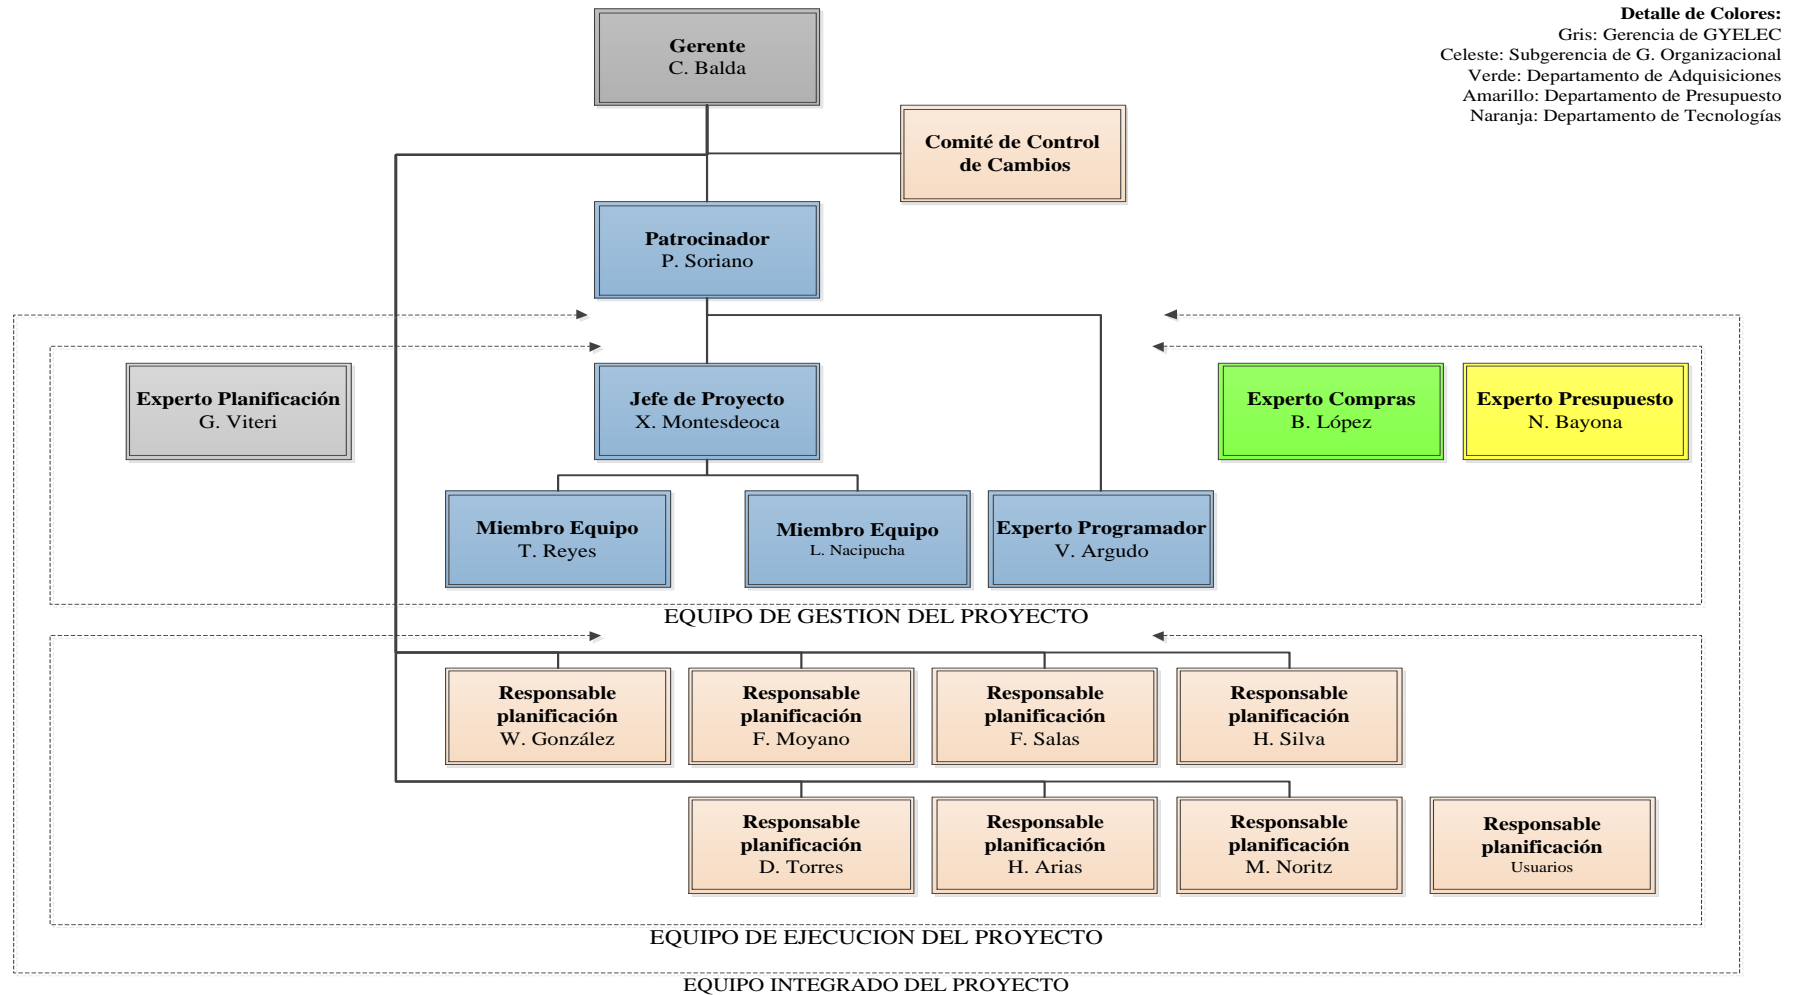 Detalle de Colores:
Gris: Gerencia de GYELEC
Celeste: Subgerencia de G. Organizacional
Verde: Departamento de Adquisiciones
Amarillo: Departamento de Presupuesto
Naranja: Departamento de Tecnologías
Gerente
C. Balda
Comité de Control
de Cambios
Patrocinador
P. Soriano
Experto Planificación
G. Viteri
Jefe de Proyecto
X. Montesdeoca
Experto Compras
B. López
Experto Presupuesto
N. Bayona
Miembro Equipo
T. Reyes
Miembro Equipo
L. Nacipucha
Experto Programador
V. Argudo
EQUIPO DE GESTION DEL PROYECTO
Responsable
planificación
W. González
Responsable
planificación
F. Moyano
Responsable
planificación
F. Salas
Responsable
planificación
H. Silva
Responsable
planificación
D. Torres
Responsable
planificación
H. Arias
Responsable
planificación
M. Noritz
Responsable
planificación
Usuarios
EQUIPO DE EJECUCION DEL PROYECTO
EQUIPO INTEGRADO DEL PROYECTO